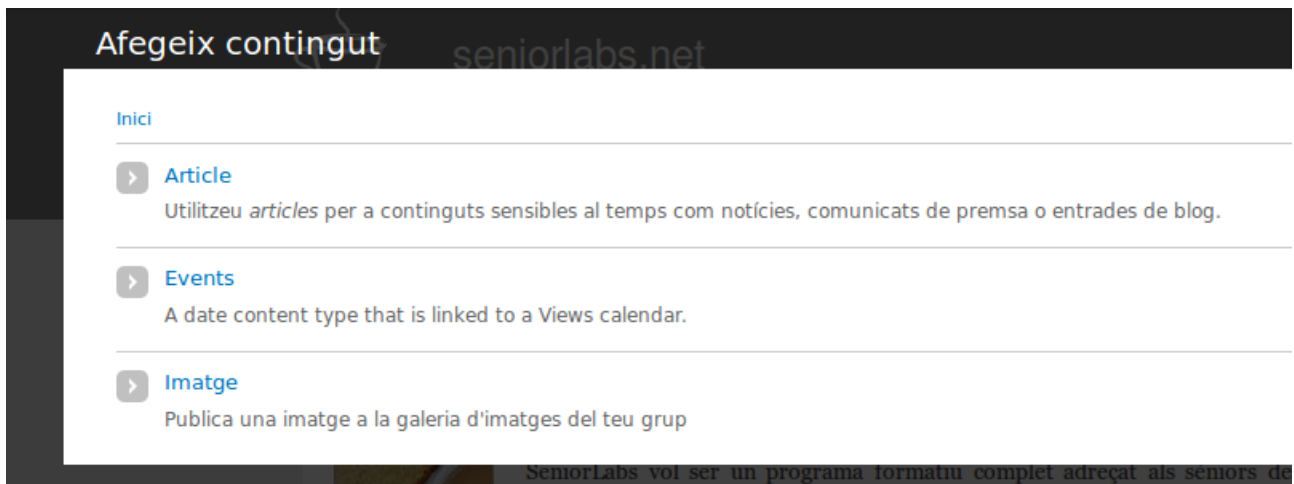 Afegeix contingut
seniorlabs.net
Inici
Article
Utilitzeu articles per a continguts sensibles al temps com notícies, comunicats de premsa o entrades de blog.
Events
A date content type that is linked to a Views calendar.
Imatge
Publica una imatge a la galeria d'imatges del teu grup
SeniorLabs vol ser un programa formatiu complet adreçat als sèniors de